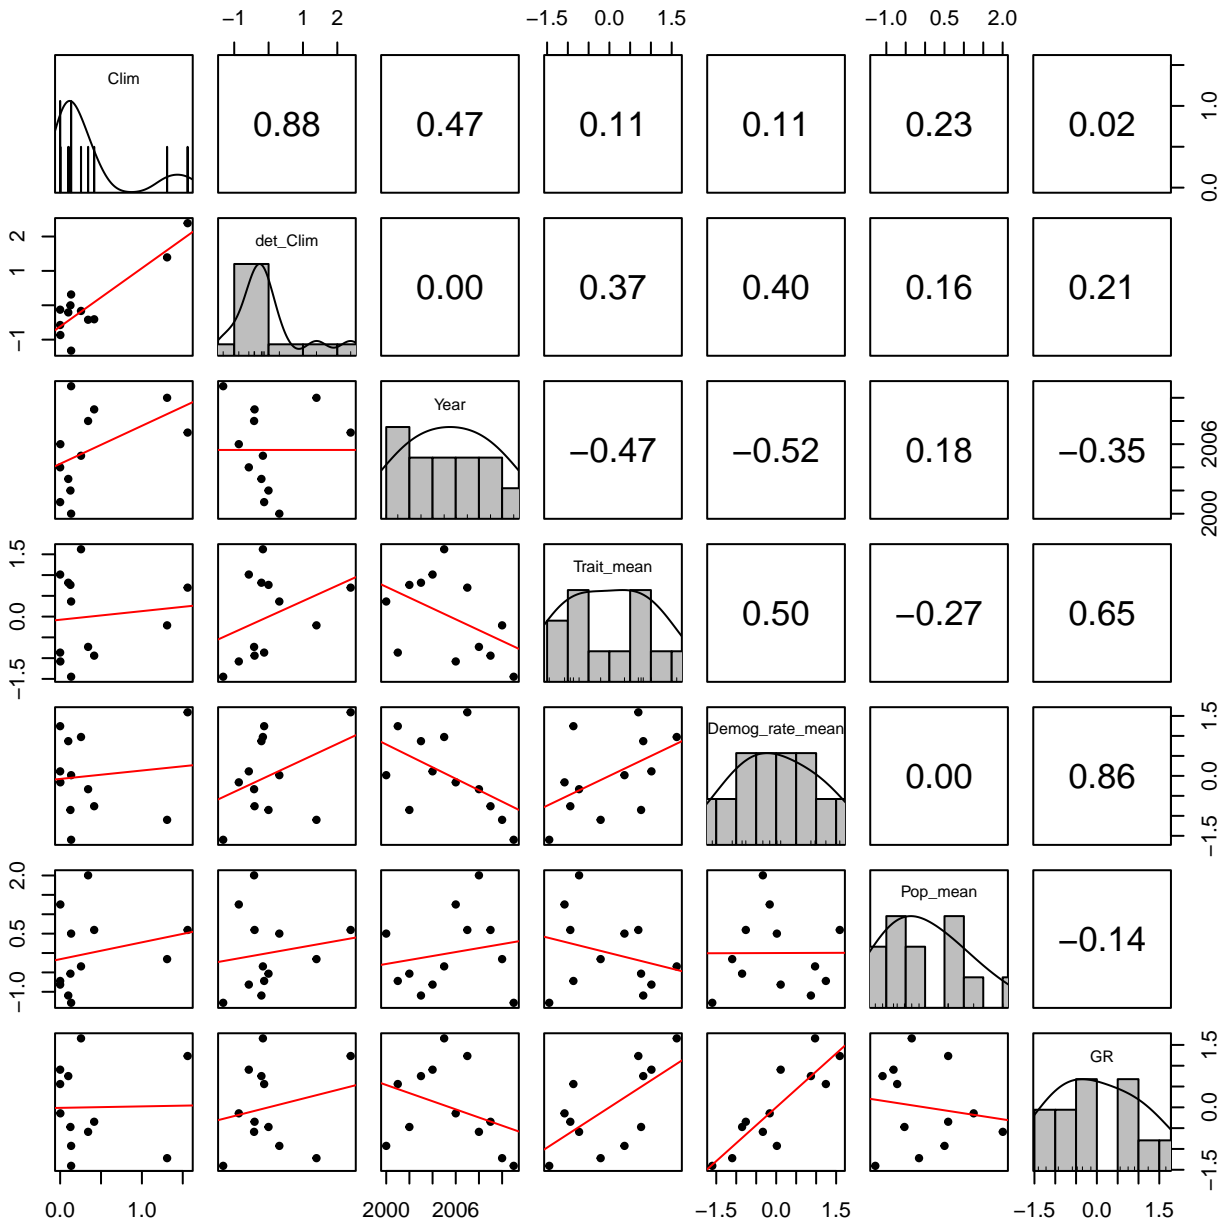 −1 1 2 −1.5 0.0 1.5 −1.0 0.5 2.0
Clim 0.88 0.47 0.11 0.11 0.23 0.02 0.0 1.0
−1 1 2 det_Clim 0.00 0.37 0.40 0.16 0.21
Year −0.47 −0.52 0.18 −0.35 2000 2006
−1.5 0.0 1.5 Trait_mean 0.50 −0.27 0.65
Demog_rate_mean 0.00 0.86 −1.5 0.0 1.5
−1.0 0.5 2.0 Pop_mean −0.14
GR −1.5 0.0 1.5
0.0 1.0 2000 2006 −1.5 0.0 1.5 −1.5 0.0 1.5